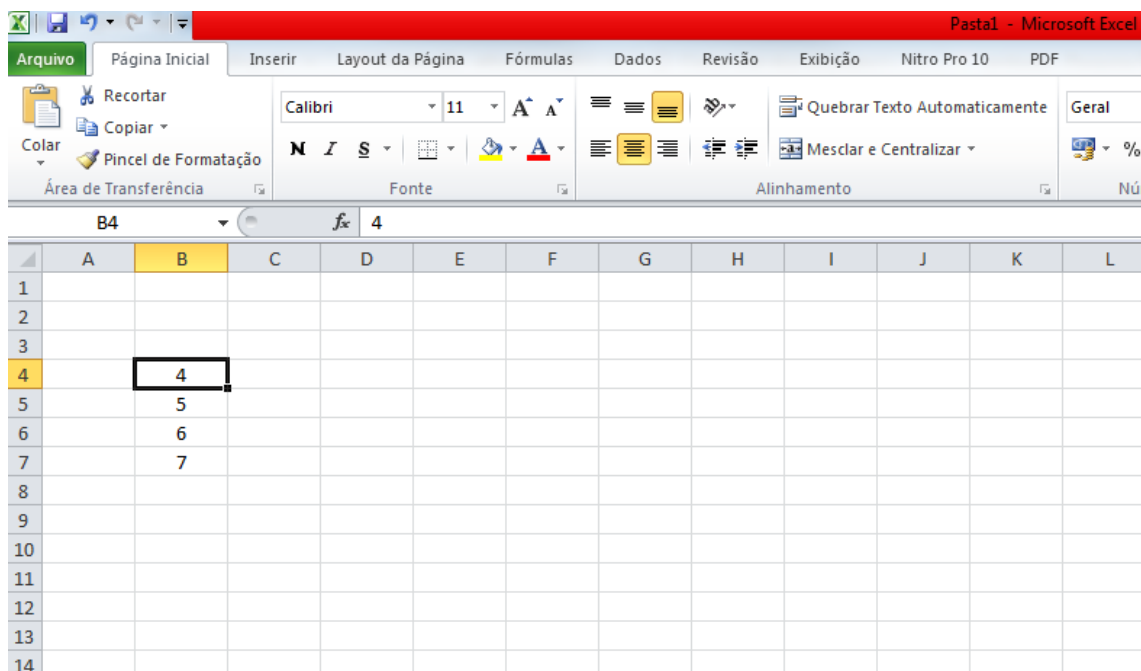 Pasta1 - Microsoft Excel
Arquivo Página Inicial Inserir Layout da Página Fórmulas Dados Revisão Exibição Nitro Pro 10 PDF
Colar
Recortar
Copiar
Pincel de Formatação
Área de Transferência
Calibri 11 A A
N I S A
Fonte
Quebrar Texto Automaticamente
Mesclar e Centralizar
Alinhamento
Geral
%
Nú
B4 fx 4
A B C D E F G H I J K L
1
2
3
4 4
5 5
6 6
7 7
8
9
10
11
12
13
14